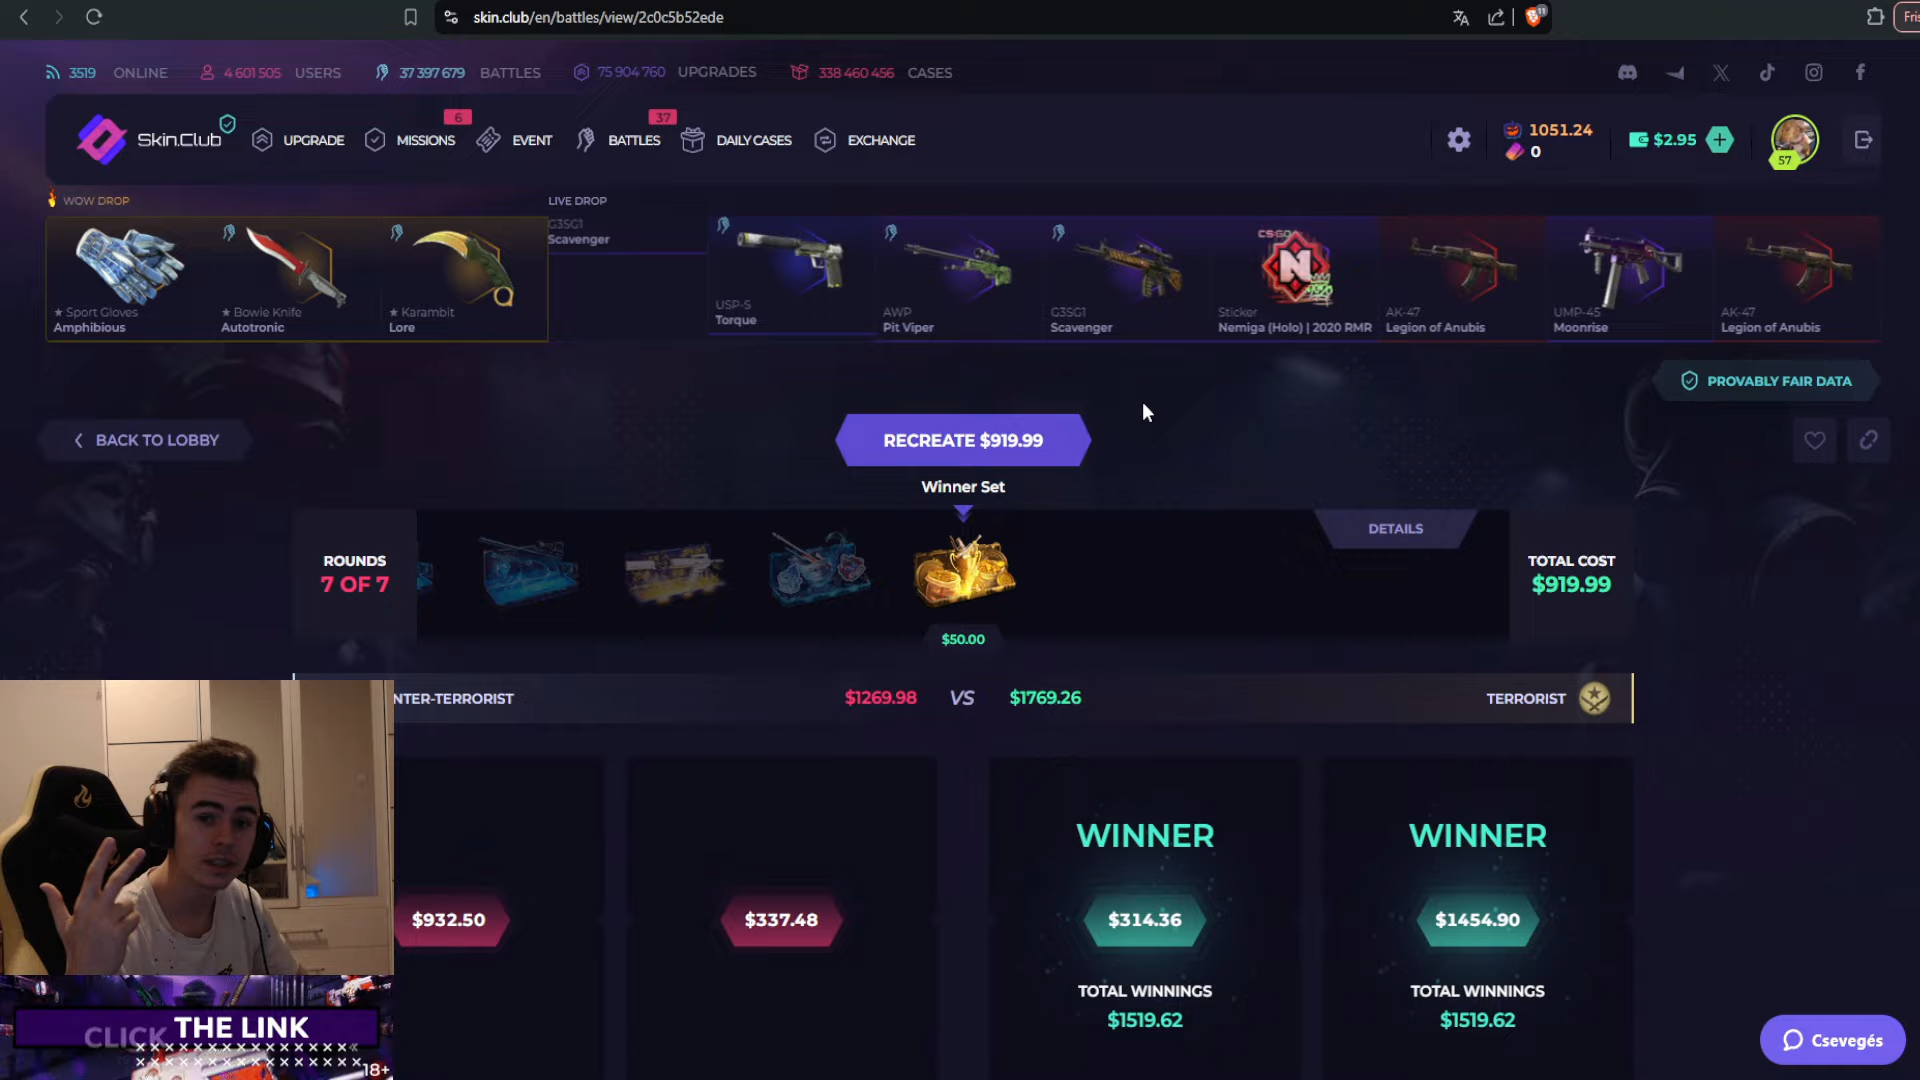 skin.club/en/battles/view/2c0c5b52ede
11
Fris
3519 ONLINE 4 601 505 USERS 37 397 679 BATTLES 75 904 760 UPGRADES 338 460 456 CASES
Skin.Club UPGRADE MISSIONS 6 EVENT BATTLES 37 DAILY CASES EXCHANGE
1051.24
0
$2.95
57
WOW DROP
LIVE DROP
★ Sport Gloves
Amphibious
★ Bowie Knife
Autotronic
★ Karambit
Lore
G3SG1
Scavenger
USP-S
Torque
AWP
Pit Viper
G3SG1
Scavenger
CSGO
N
Sticker
Nemiga (Holo) | 2020 RMR
AK-47
Legion of Anubis
UMP-45
Moonrise
AK-47
Legion of Anubis
PROVABLY FAIR DATA
BACK TO LOBBY
RECREATE $919.99
Winner Set
DETAILS
ROUNDS
7 OF 7
TOTAL COST
$919.99
$50.00
NTER-TERRORIST
$1269.98 VS $1769.26
TERRORIST
$932.50
$337.48
WINNER
$314.36
TOTAL WINNINGS
$1519.62
WINNER
$1454.90
TOTAL WINNINGS
$1519.62
CLICK THE LINK
18+
Csevegés